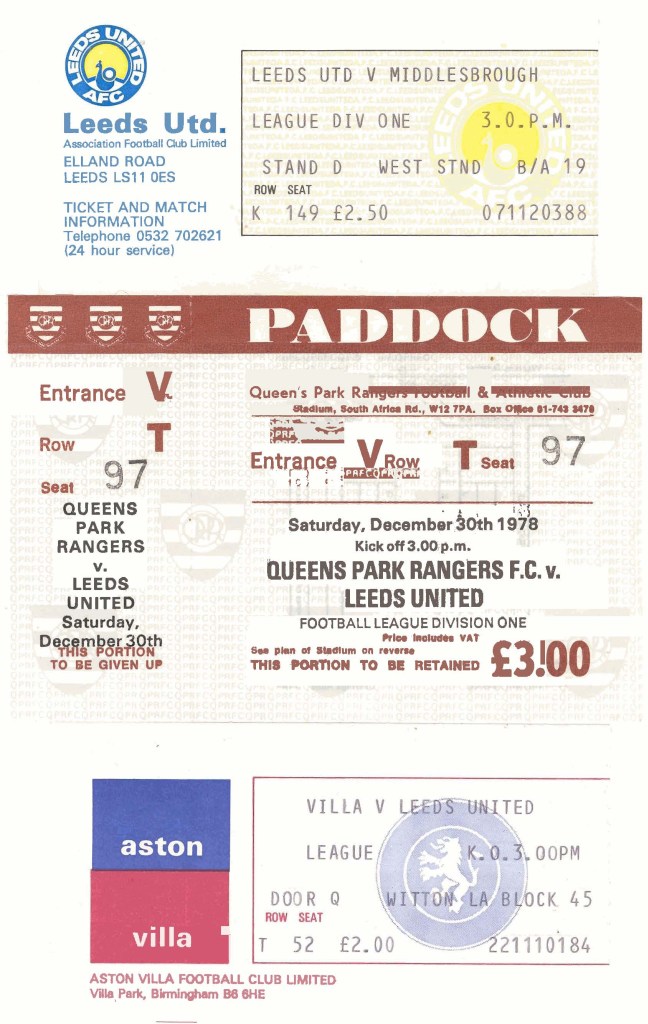 LEEDS UNITED
AFC
Leeds Utd.
Association Football Club Limited
ELLAND ROAD
LEEDS LS11 0ES
TICKET AND MATCH
INFORMATION
Telephone 0532 702621
(24 hour service)
LEEDS UTD V MIDDLESBROUGH
LEAGUE DIV ONE 3.0.P.M.
STAND D WEST STND B/A 19
ROW SEAT
K 149 £2.50 071120388
PADDOCK
Entrance V
Row T
Seat 97
QUEENS
PARK
RANGERS
v.
LEEDS
UNITED
Saturday,
December 30th
THIS PORTION
TO BE GIVEN UP
Queen's Park Rangers Football & Athletic Club
Stadium, South Africa Rd., W12 7PA. Box Office 01-743 3478
Entrance V Row T Seat 97
Saturday, December 30th 1978
Kick off 3.00 p.m.
QUEENS PARK RANGERS F.C. v.
LEEDS UNITED
FOOTBALL LEAGUE DIVISION ONE
Price includes VAT
See plan of Stadium on reverse
THIS PORTION TO BE RETAINED £3.00
aston
villa
ASTON VILLA FOOTBALL CLUB LIMITED
Villa Park, Birmingham B6 6HE
VILLA V LEEDS UNITED
LEAGUE K.O.3.00PM
DOOR Q WITTON LA BLOCK 45
ROW SEAT
T 52 £2.00 221110184